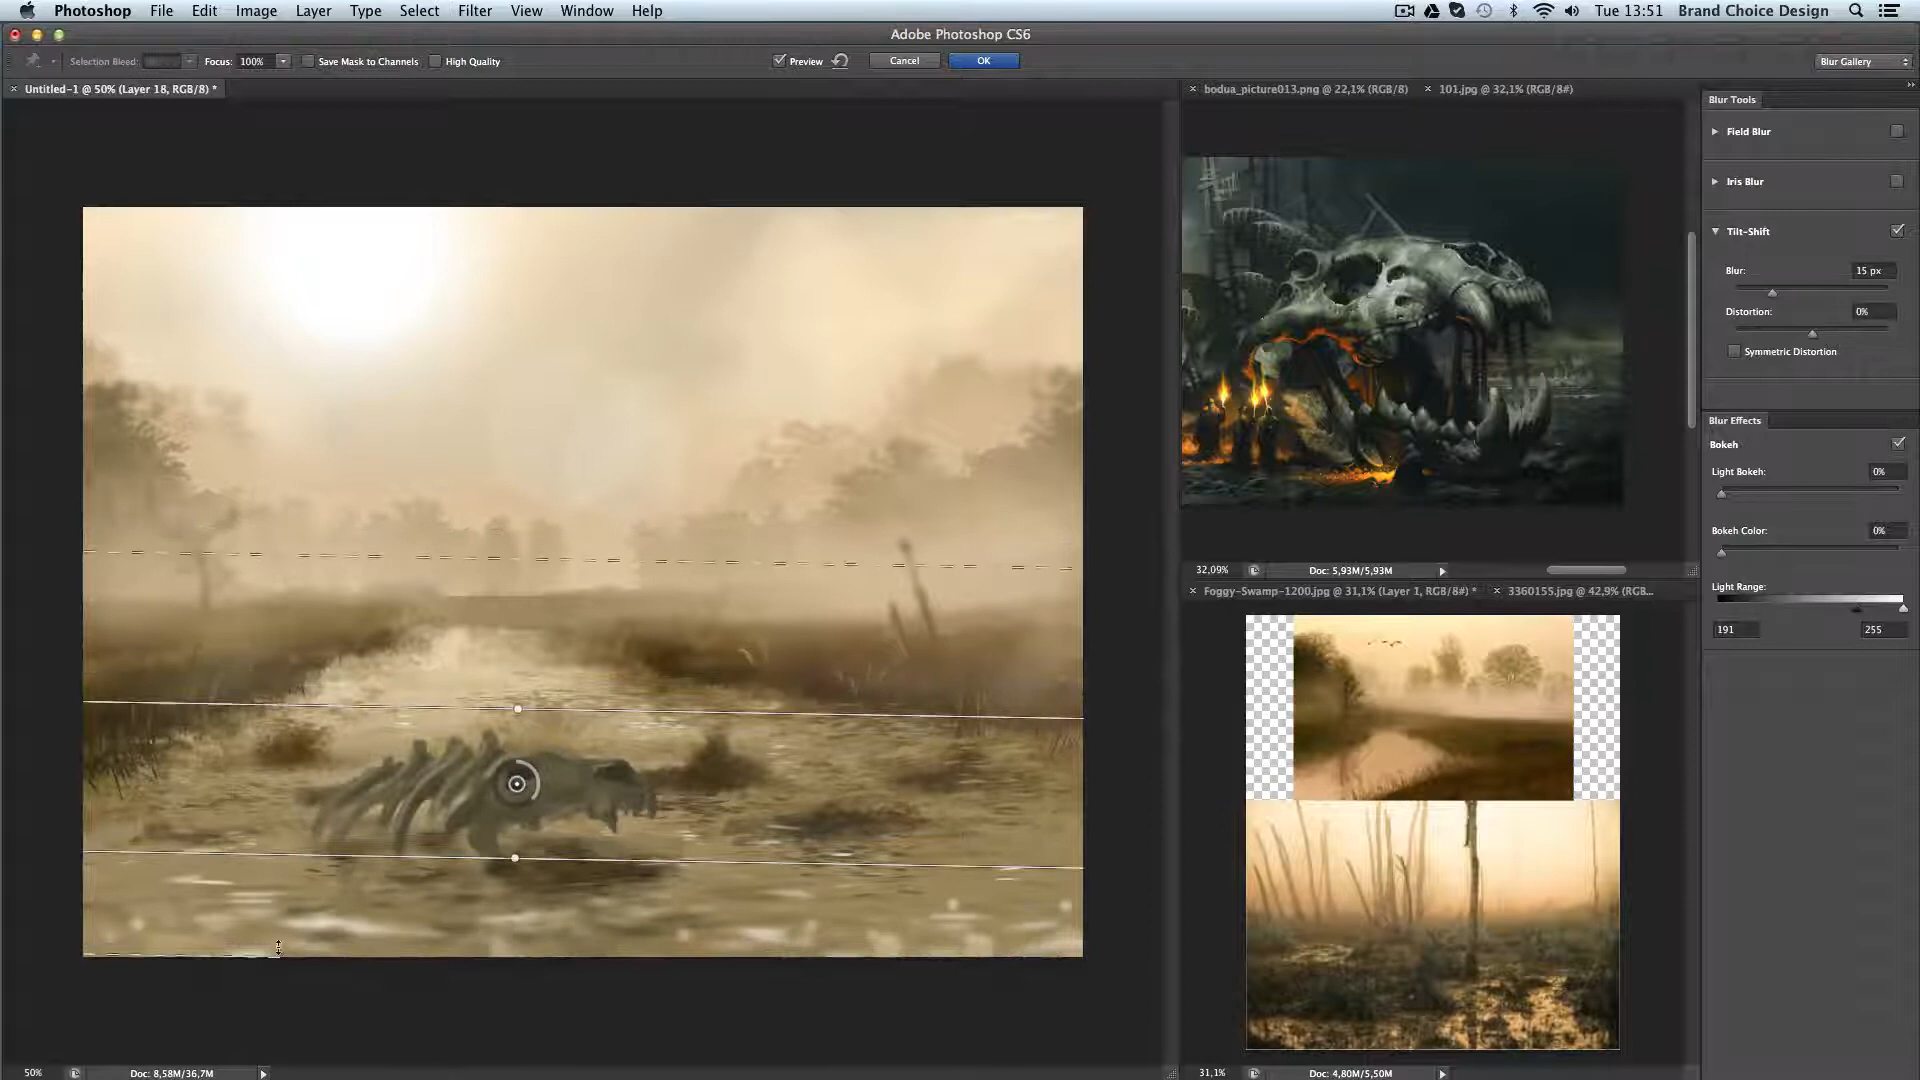 Photoshop File Edit Image Layer Type Select Filter View Window Help Tue 13:51 Brand Choice Design
Adobe Photoshop CS6
Selection Bleed: Focus: 100% Save Mask to Channels High Quality Preview Cancel OK Blur Gallery
Untitled-1 @ 50% (Layer 18, RGB/8) *
bodua_picture013.png @ 22,1% (RGB/8) 101.jpg @ 32,1% (RGB/8#)
Blur Tools
Field Blur
Iris Blur
Tilt-Shift
Blur: 15 px
Distortion: 0%
Symmetric Distortion
Blur Effects
Bokeh
Light Bokeh: 0%
Bokeh Color: 0%
Light Range:
191 255
32,09% Doc: 5,93M/5,93M
Foggy-Swamp-1200.jpg @ 31,1% (Layer 1, RGB/8#) * 3360155.jpg @ 42,9% (RGB...
50% Doc: 8,58M/36,7M
31,1% Doc: 4,80M/5,50M